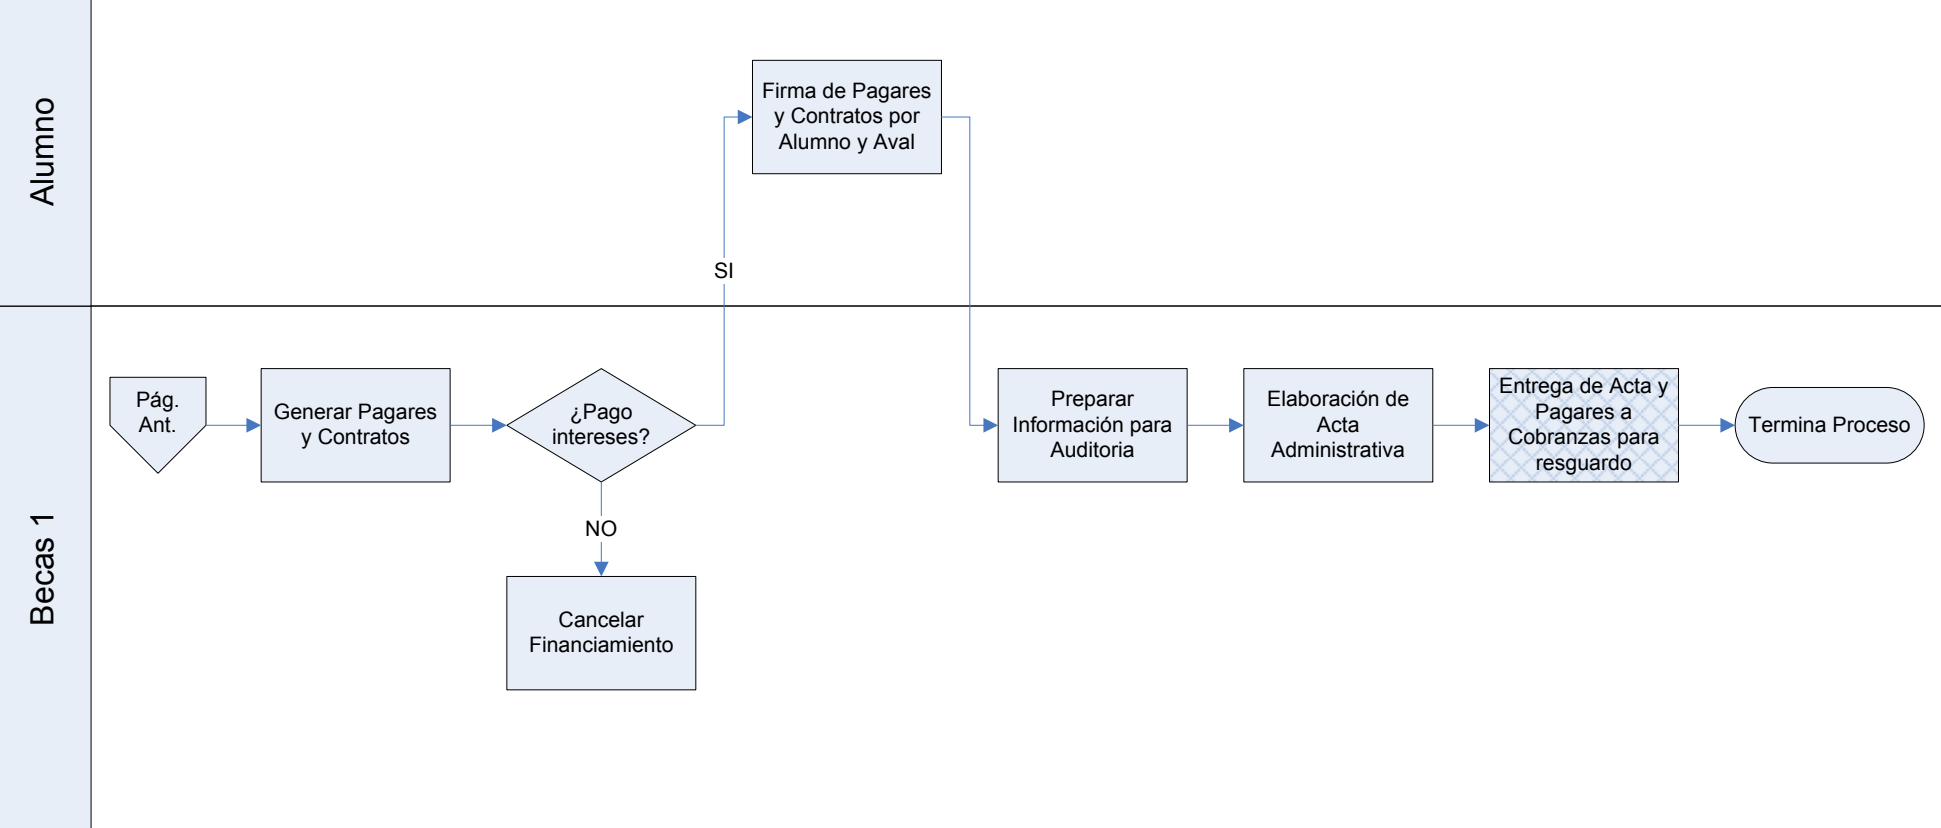 Alumno
Firma de Pagares
y Contratos por
Alumno y Aval
SI
Becas 1
Pág.
Ant.
Generar Pagares
y Contratos
¿Pago
intereses?
NO
Cancelar
Financiamiento
Preparar
Información para
Auditoria
Elaboración de
Acta
Administrativa
Entrega de Acta y
Pagares a
Cobranzas para
resguardo
Termina Proceso